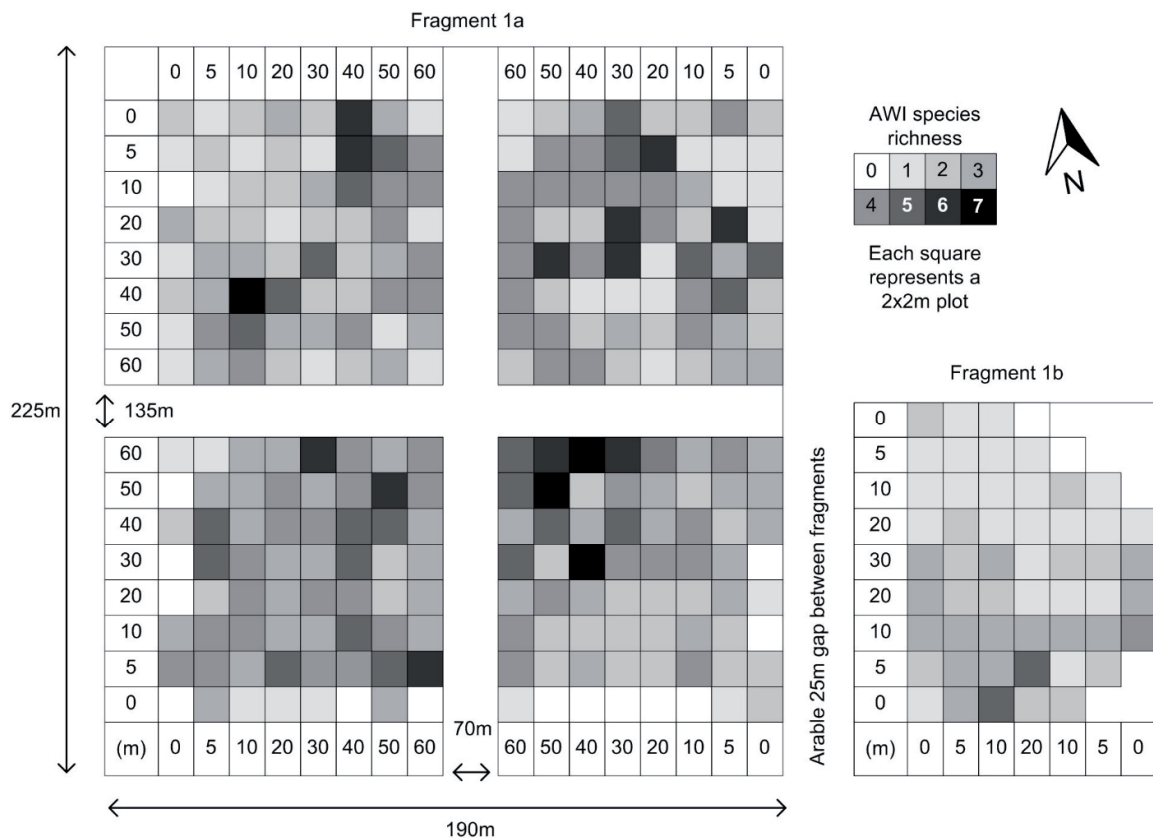 Fragment 1a
0 5 10 20 30 40 50 60 60 50 40 30 20 10 5 0
0
5
10
20
30
40
50
60
AWI species
richness
0 1 2 3
4 5 6 7
N
Each square
represents a
2x2m plot
225m
135m
60
50
40
30
20
10
5
0
(m) 0 5 10 20 30 40 50 60 60 50 40 30 20 10 5 0
70m
190m
Arable 25m gap between fragments
Fragment 1b
0
5
10
20
30
20
10
5
0
(m) 0 5 10 20 10 5 0